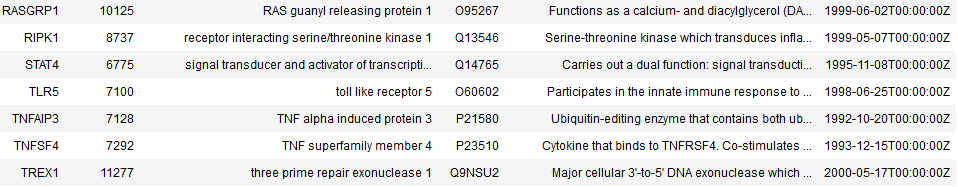 RASGRP1 10125 RAS guanyl releasing protein 1 O95267 Functions as a calcium- and diacylglycerol (DA... 1999-06-02T00:00:00Z
RIPK1 8737 receptor interacting serine/threonine kinase 1 Q13546 Serine-threonine kinase which transduces infla... 1999-05-07T00:00:00Z
STAT4 6775 signal transducer and activator of transcripti... Q14765 Carries out a dual function: signal transducti... 1995-11-08T00:00:00Z
TLR5 7100 toll like receptor 5 O60602 Participates in the innate immune response to ... 1998-06-25T00:00:00Z
TNFAIP3 7128 TNF alpha induced protein 3 P21580 Ubiquitin-editing enzyme that contains both ub... 1992-10-20T00:00:00Z
TNFSF4 7292 TNF superfamily member 4 P23510 Cytokine that binds to TNFRSF4. Co-stimulates ... 1993-12-15T00:00:00Z
TREX1 11277 three prime repair exonuclease 1 Q9NSU2 Major cellular 3'-to-5' DNA exonuclease which ... 2000-05-17T00:00:00Z